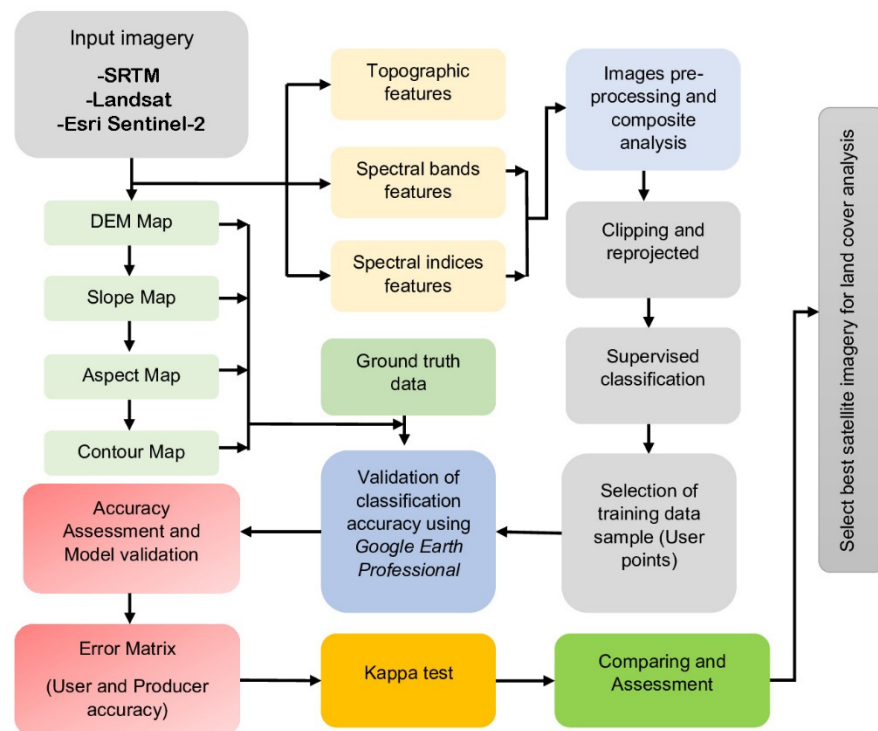 Input imagery
-SRTM
-Landsat
-Esri Sentinel-2
Topographic
features
Images pre-
processing and
composite
analysis
Spectral bands
features
DEM Map
Clipping and
reprojected
Slope Map
Spectral indices
features
Ground truth
data
Supervised
classification
Aspect Map
Contour Map
Validation of
classification
accuracy using
Google Earth
Professional
Selection of
training data
sample (User
points)
Accuracy
Assessment and
Model validation
Error Matrix
(User and Producer
accuracy)
Kappa test
Comparing and
Assessment
Select best satellite imagery for land cover analysis